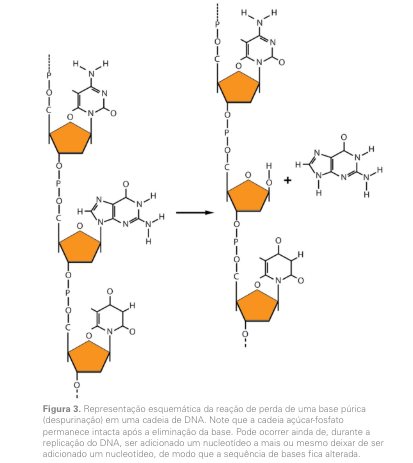 Figura 3. Representação esquemática da reação de perda de uma base púrica
(despurinação) em uma cadeia de DNA. Note que a cadeia açúcar-fosfato
permanece intacta após a eliminação da base. Pode ocorrer ainda de, durante a
replicação do DNA, ser adicionado um nucleotídeo a mais ou mesmo deixar de ser
adicionado um nucleotídeo, de modo que a sequência de bases fica alterada.